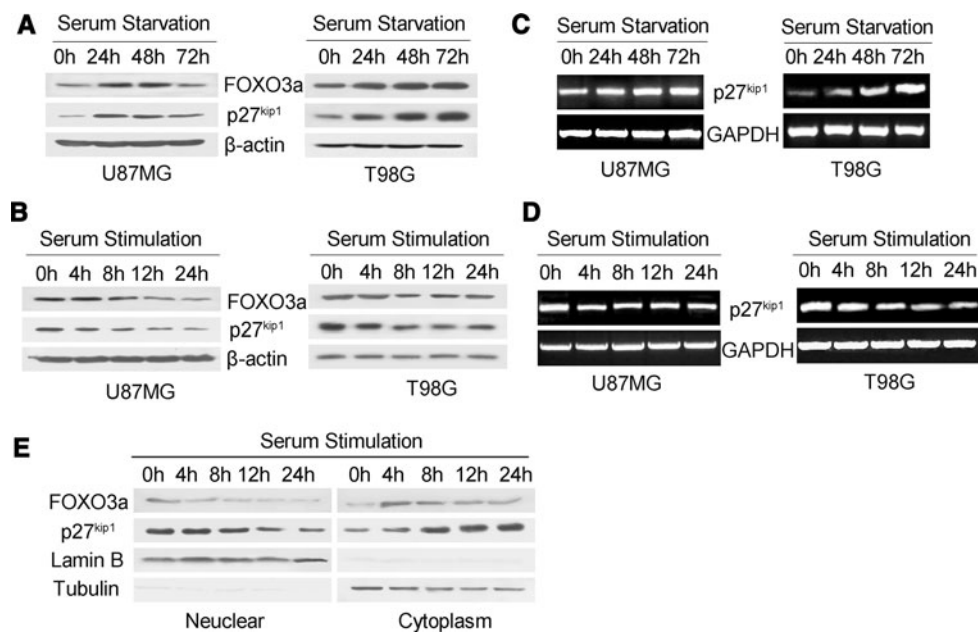 A
Serum Starvation
0h 24h 48h 72h
Serum Starvation
0h 24h 48h 72h
FOXO3a
p27kip1
β-actin
U87MG
T98G
C
Serum Starvation
0h 24h 48h 72h
Serum Starvation
0h 24h 48h 72h
p27kip1
GAPDH
U87MG
T98G
B
Serum Stimulation
0h 4h 8h 12h 24h
Serum Stimulation
0h 4h 8h 12h 24h
FOXO3a
p27kip1
β-actin
U87MG
T98G
D
Serum Stimulation
0h 4h 8h 12h 24h
Serum Stimulation
0h 4h 8h 12h 24h
p27kip1
GAPDH
U87MG
T98G
E
Serum Stimulation
0h 4h 8h 12h 24h
0h 4h 8h 12h 24h
FOXO3a
p27kip1
Lamin B
Tubulin
Neuclear
Cytoplasm